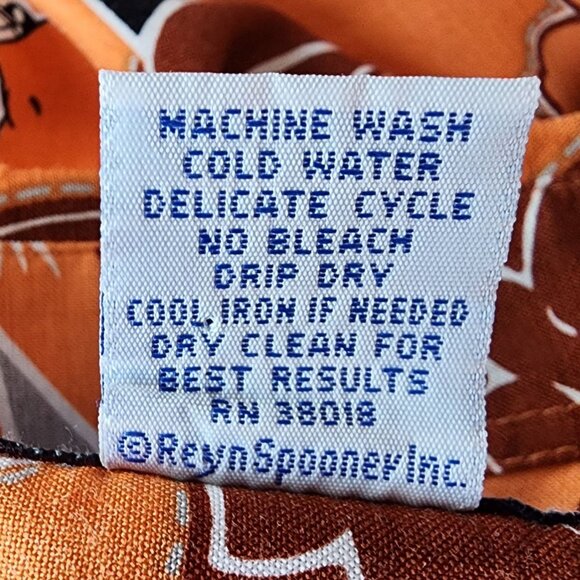 MACHINE WASH
COLD WATER
DELICATE CYCLE
NO BLEACH
DRIP DRY
COOL IRON IF NEEDED
DRY CLEAN FOR
BEST RESULTS
RN 38018
©ReynSpoonerInc.